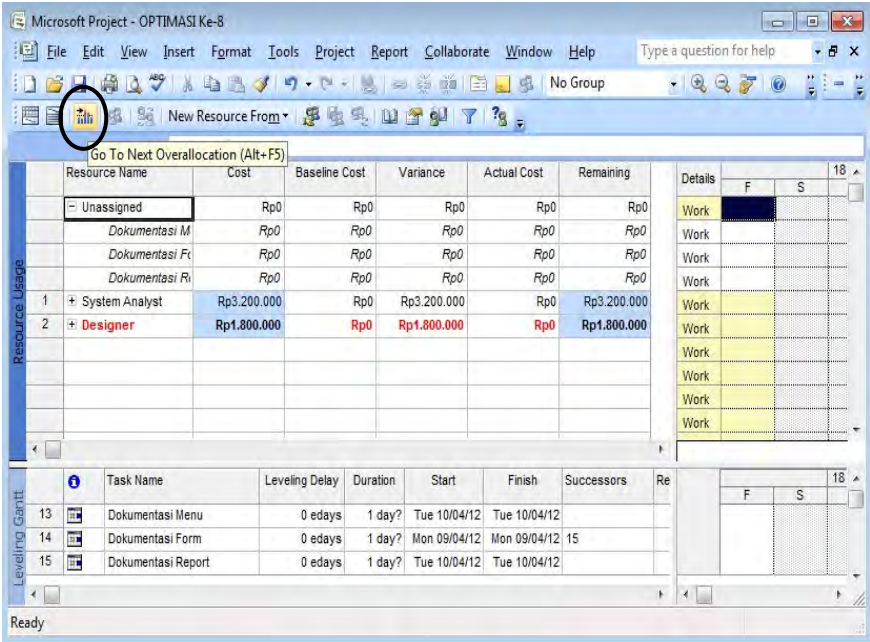 Microsoft Project - OPTIMASI Ke-8
File Edit View Insert Format Tools Project Report Collaborate Window Help Type a question for help
No Group
New Resource From
Go To Next Overallocation (Alt+F5)
Resource Name Cost Baseline Cost Variance Actual Cost Remaining Details 18
F S
Unassigned Rp0 Rp0 Rp0 Rp0 Rp0 Work
Dokumentasi M Rp0 Rp0 Rp0 Rp0 Rp0 Work
Dokumentasi Fo Rp0 Rp0 Rp0 Rp0 Rp0 Work
Dokumentasi Re Rp0 Rp0 Rp0 Rp0 Rp0 Work
1 System Analyst Rp3.200.000 Rp0 Rp3.200.000 Rp0 Rp3.200.000 Work
2 Designer Rp1.800.000 Rp0 Rp1.800.000 Rp0 Rp1.800.000 Work
Work
Work
Work
Work
Resource Usage
Task Name Leveling Delay Duration Start Finish Successors Re 18
F S
13 Dokumentasi Menu 0 edays 1 day? Tue 10/04/12 Tue 10/04/12
14 Dokumentasi Form 0 edays 1 day? Mon 09/04/12 Mon 09/04/12 15
15 Dokumentasi Report 0 edays 1 day? Tue 10/04/12 Tue 10/04/12
Leveling Gantt
Ready